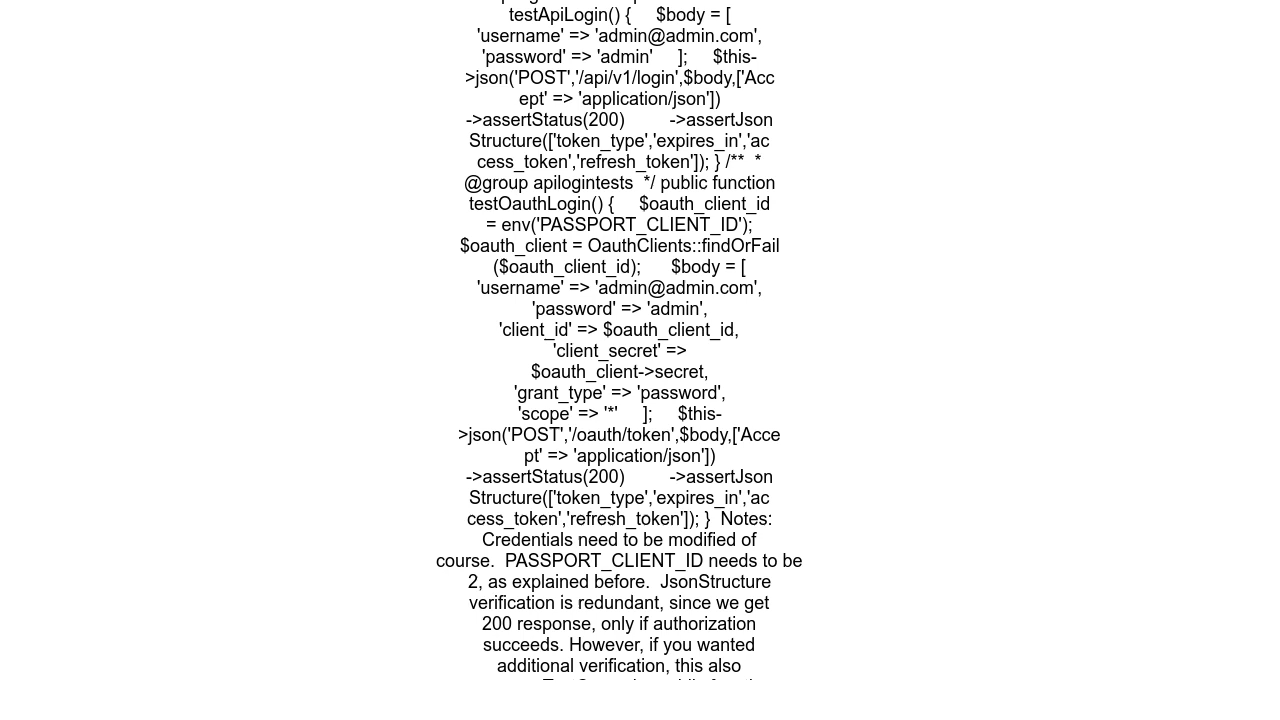 testApiLogin() {     $body = [
'username' => 'admin@admin.com',
'password' => 'admin'     ];     $this-
>json('POST','/api/v1/login',$body,['Acc
ept' => 'application/json'])
->assertStatus(200)         ->assertJson
Structure(['token_type','expires_in','ac
cess_token','refresh_token']); } /**  *
@group apilogintests  */ public function
testOauthLogin() {     $oauth_client_id
= env('PASSPORT_CLIENT_ID');
$oauth_client = OauthClients::findOrFail
($oauth_client_id);      $body = [
'username' => 'admin@admin.com',
'password' => 'admin',
'client_id' => $oauth_client_id,
'client_secret' =>
$oauth_client->secret,
'grant_type' => 'password',
'scope' => '*'     ];     $this-
>json('POST','/oauth/token',$body,['Acce
pt' => 'application/json'])
->assertStatus(200)         ->assertJson
Structure(['token_type','expires_in','ac
cess_token','refresh_token']); }  Notes:
Credentials need to be modified of
course.  PASSPORT_CLIENT_ID needs to be
2, as explained before.  JsonStructure
verification is redundant, since we get
200 response, only if authorization
succeeds. However, if you wanted
additional verification, this also